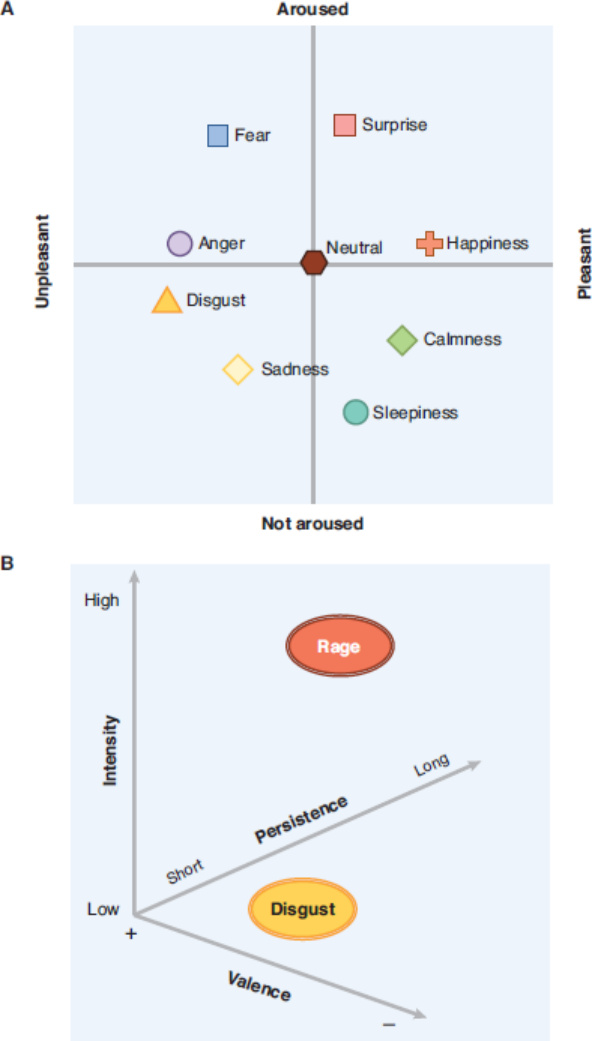 A
Aroused
Fear
Surprise
Unpleasant
Anger
Neutral
Happiness
Pleasant
Disgust
Calmness
Sadness
Sleepiness
Not aroused
B
High
Rage
Intensity
Long
Persistence
Short
Low
Disgust
+
Valence
–